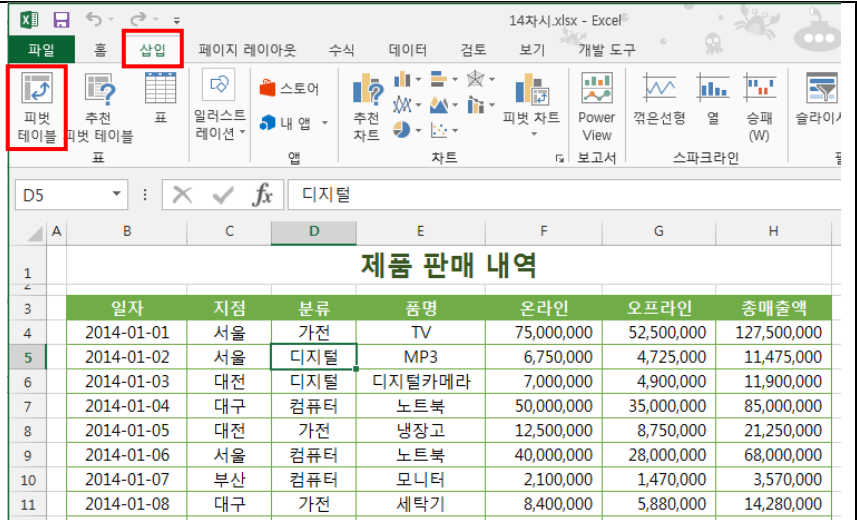 14차시.xlsx - Excel
파일 홈 삽입 페이지 레이아웃 수식 데이터 검토 보기 개발 도구
피벗 테이블
추천 피벗 테이블
표
일러스트레이션
스토어
내 앱
추천 차트
피벗 차트
Power View
꺾은선형
열
승패 (W)
슬라이
표 앱 차트 보고서 스파크라인
D5 fx 디지털
A B C D E F G H
1 제품 판매 내역
2
3 일자 지점 분류 품명 온라인 오프라인 총매출액
4 2014-01-01 서울 가전 TV 75,000,000 52,500,000 127,500,000
5 2014-01-02 서울 디지털 MP3 6,750,000 4,725,000 11,475,000
6 2014-01-03 대전 디지털 디지털카메라 7,000,000 4,900,000 11,900,000
7 2014-01-04 대구 컴퓨터 노트북 50,000,000 35,000,000 85,000,000
8 2014-01-05 대전 가전 냉장고 12,500,000 8,750,000 21,250,000
9 2014-01-06 서울 컴퓨터 노트북 40,000,000 28,000,000 68,000,000
10 2014-01-07 부산 컴퓨터 모니터 2,100,000 1,470,000 3,570,000
11 2014-01-08 대구 가전 세탁기 8,400,000 5,880,000 14,280,000